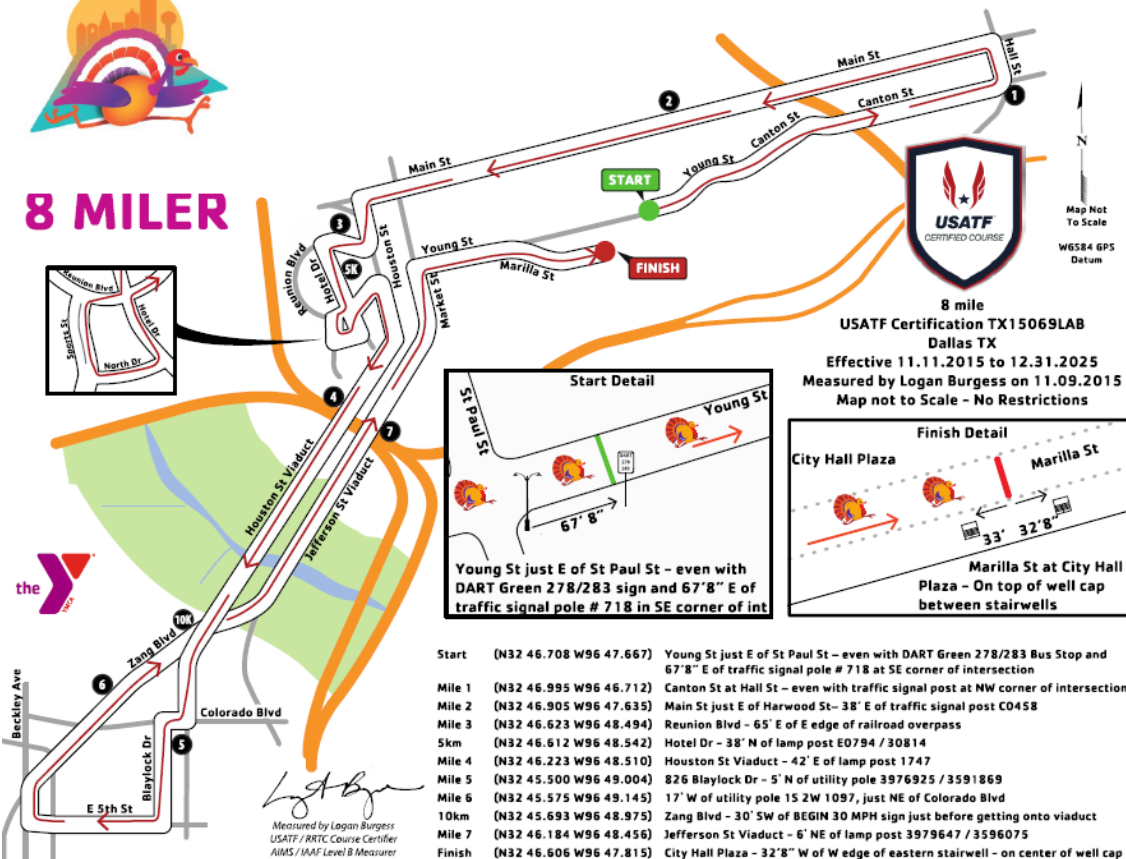 Main St
Hall St
Canton St
1
2
Canton St
Main St
Young St
START
N
8 MILER
3
Reunion Blvd
Hotel Dr
5K
Houston St
Young St
Marilla St
FINISH
Market St
Map Not
To Scale
WGS84 GPS
Datum
USATF
CERTIFIED COURSE
Reunion Blvd
Sports St
Hotel Dr
North Dr
8 mile
USATF Certification TX15069LAB
Dallas TX
Effective 11.11.2015 to 12.31.2025
Measured by Logan Burgess on 11.09.2015
Map not to Scale - No Restrictions
4
7
Houston St Viaduct
Jefferson St Viaduct
Start Detail
St Paul St
Young St
DART
67' 8"
Young St just E of St Paul St - even with
DART Green 278/283 sign and 67'8" E of
traffic signal pole # 718 in SE corner of int
Finish Detail
City Hall Plaza
Marilla St
33' 32'8"
Marilla St at City Hall
Plaza - On top of well cap
between stairwells
the Y
YMCA
10K
Zang Blvd
6
Beckley Ave
Colorado Blvd
5
Blaylock Dr
E 5th St
Measured by Logan Burgess
USATF / RRTC Course Certifier
AIMS / IAAF Level B Measurer
Start (N32 46.708 W96 47.667) Young St just E of St Paul St - even with DART Green 278/283 Bus Stop and
67'8" E of traffic signal pole # 718 at SE corner of intersection
Mile 1 (N32 46.995 W96 46.712) Canton St at Hall St - even with traffic signal post at NW corner of intersection
Mile 2 (N32 46.905 W96 47.635) Main St just E of Harwood St- 38' E of traffic signal post C0458
Mile 3 (N32 46.623 W96 48.494) Reunion Blvd - 65' E of E edge of railroad overpass
5km (N32 46.612 W96 48.542) Hotel Dr - 38' N of lamp post E0794 / 30814
Mile 4 (N32 46.223 W96 48.510) Houston St Viaduct - 42' E of lamp post 1747
Mile 5 (N32 45.500 W96 49.004) 826 Blaylock Dr - 5' N of utility pole 3976925 / 3591869
Mile 6 (N32 45.575 W96 49.145) 17' W of utility pole 1S 2W 1097, just NE of Colorado Blvd
10km (N32 45.693 W96 48.975) Zang Blvd - 30' SW of BEGIN 30 MPH sign just before getting onto viaduct
Mile 7 (N32 46.184 W96 48.456) Jefferson St Viaduct - 6' NE of lamp post 3979647 / 3596075
Finish (N32 46.606 W96 47.815) City Hall Plaza - 32'8" W of W edge of eastern stairwell - on center of well cap